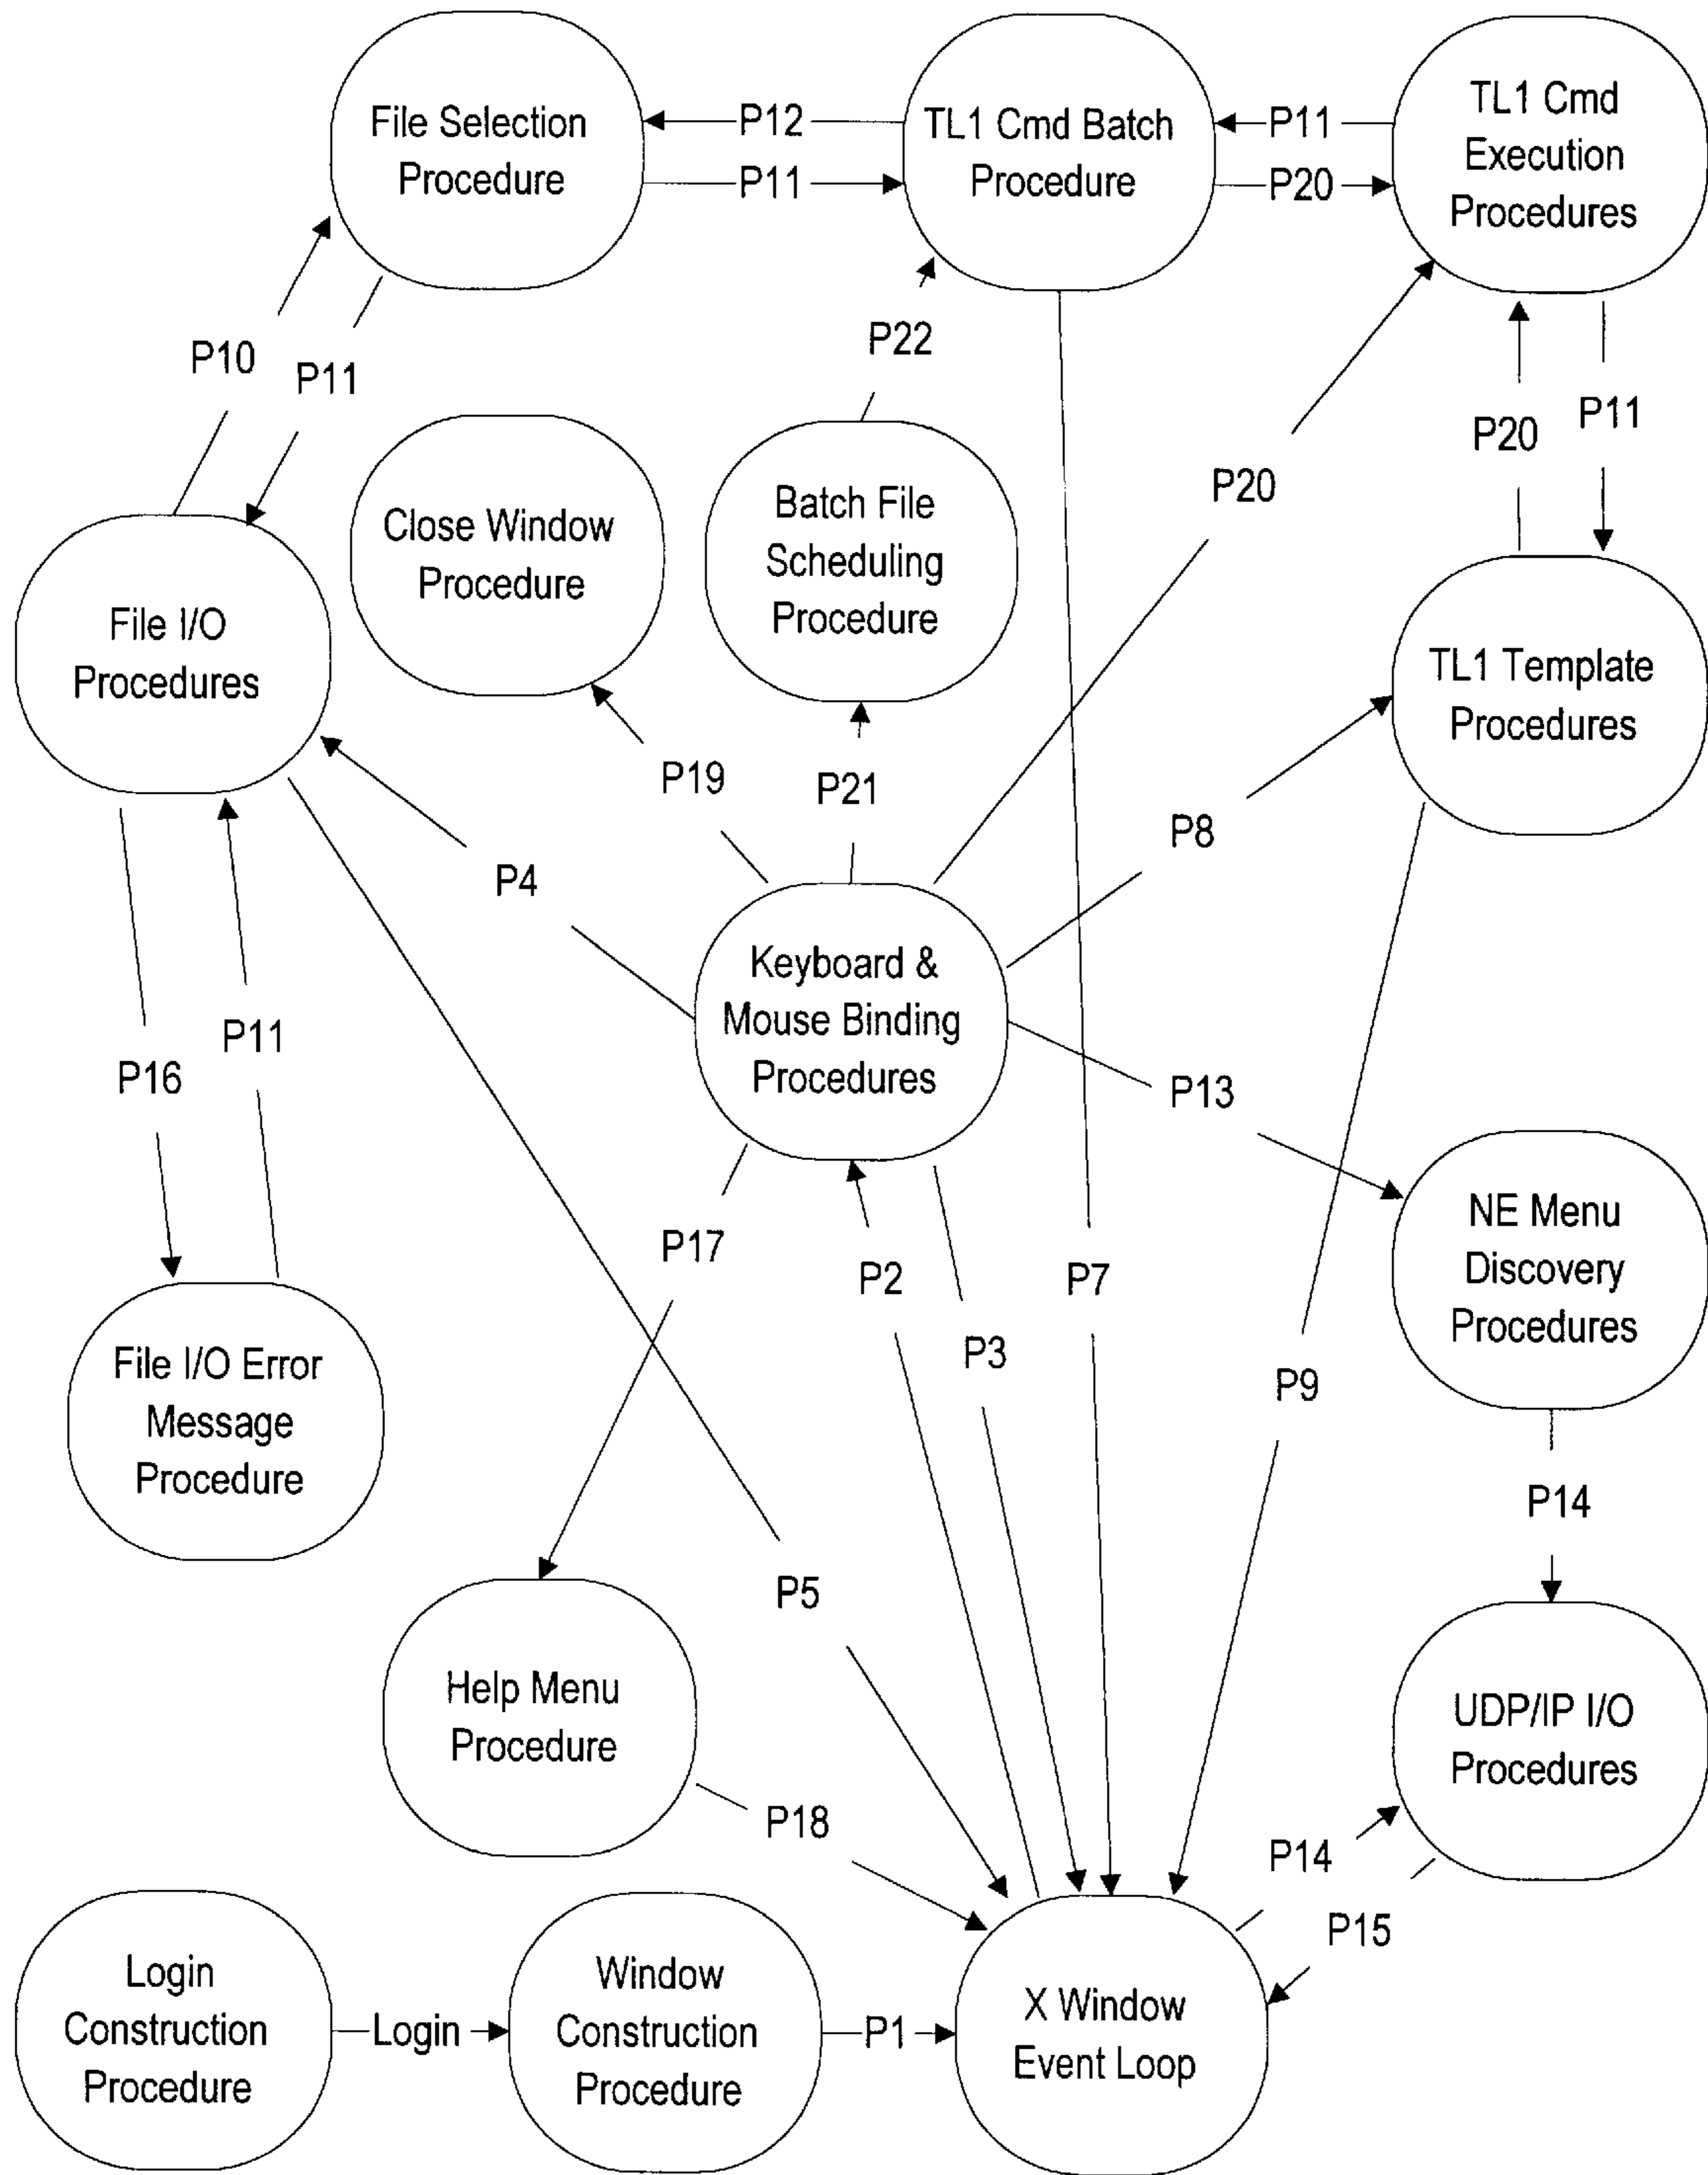 File Selection
Procedure
P12
P11
TL1 Cmd Batch
Procedure
P11
P20
TL1 Cmd
Execution
Procedures
P10
P11
P22
P20
P20
P11
Close Window
Procedure
Batch File
Scheduling
Procedure
File I/O
Procedures
TL1 Template
Procedures
P19
P21
P8
P4
Keyboard &
Mouse Binding
Procedures
P16
P11
P13
P17
P2
P3
P7
P9
NE Menu
Discovery
Procedures
File I/O Error
Message
Procedure
P14
P5
Help Menu
Procedure
UDP/IP I/O
Procedures
P18
P14
P15
Login
Construction
Procedure
Login
Window
Construction
Procedure
P1
X Window
Event Loop